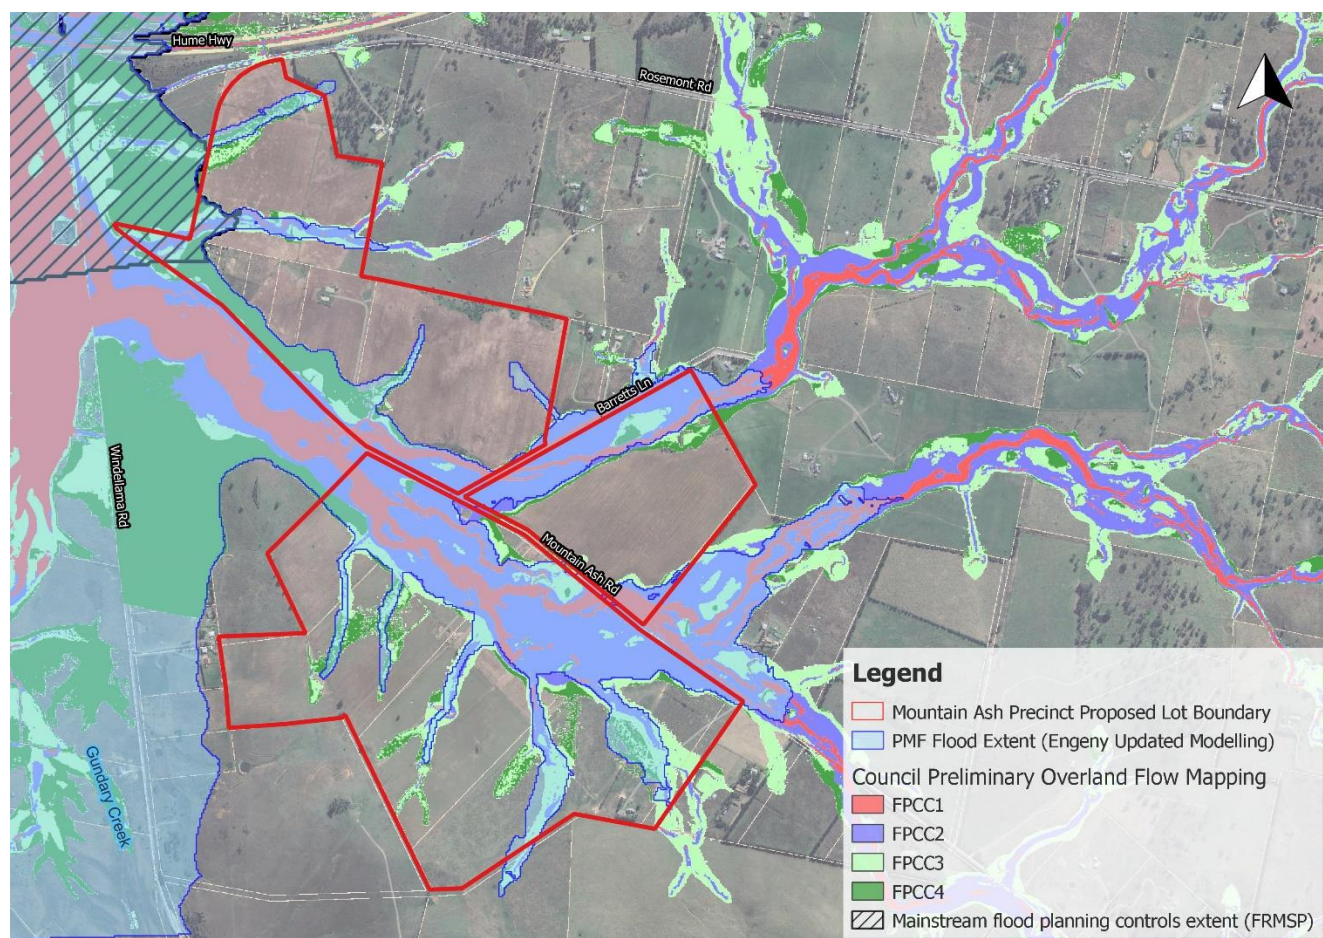 Hume Hwy
Rosemont Rd
Barretts Ln
Windellama Rd
Mountain Ash Rd
Gundary Creek
Legend
Mountain Ash Precinct Proposed Lot Boundary
PMF Flood Extent (Engeny Updated Modelling)
Council Preliminary Overland Flow Mapping
FPCC1
FPCC2
FPCC3
FPCC4
Mainstream flood planning controls extent (FRMSP)